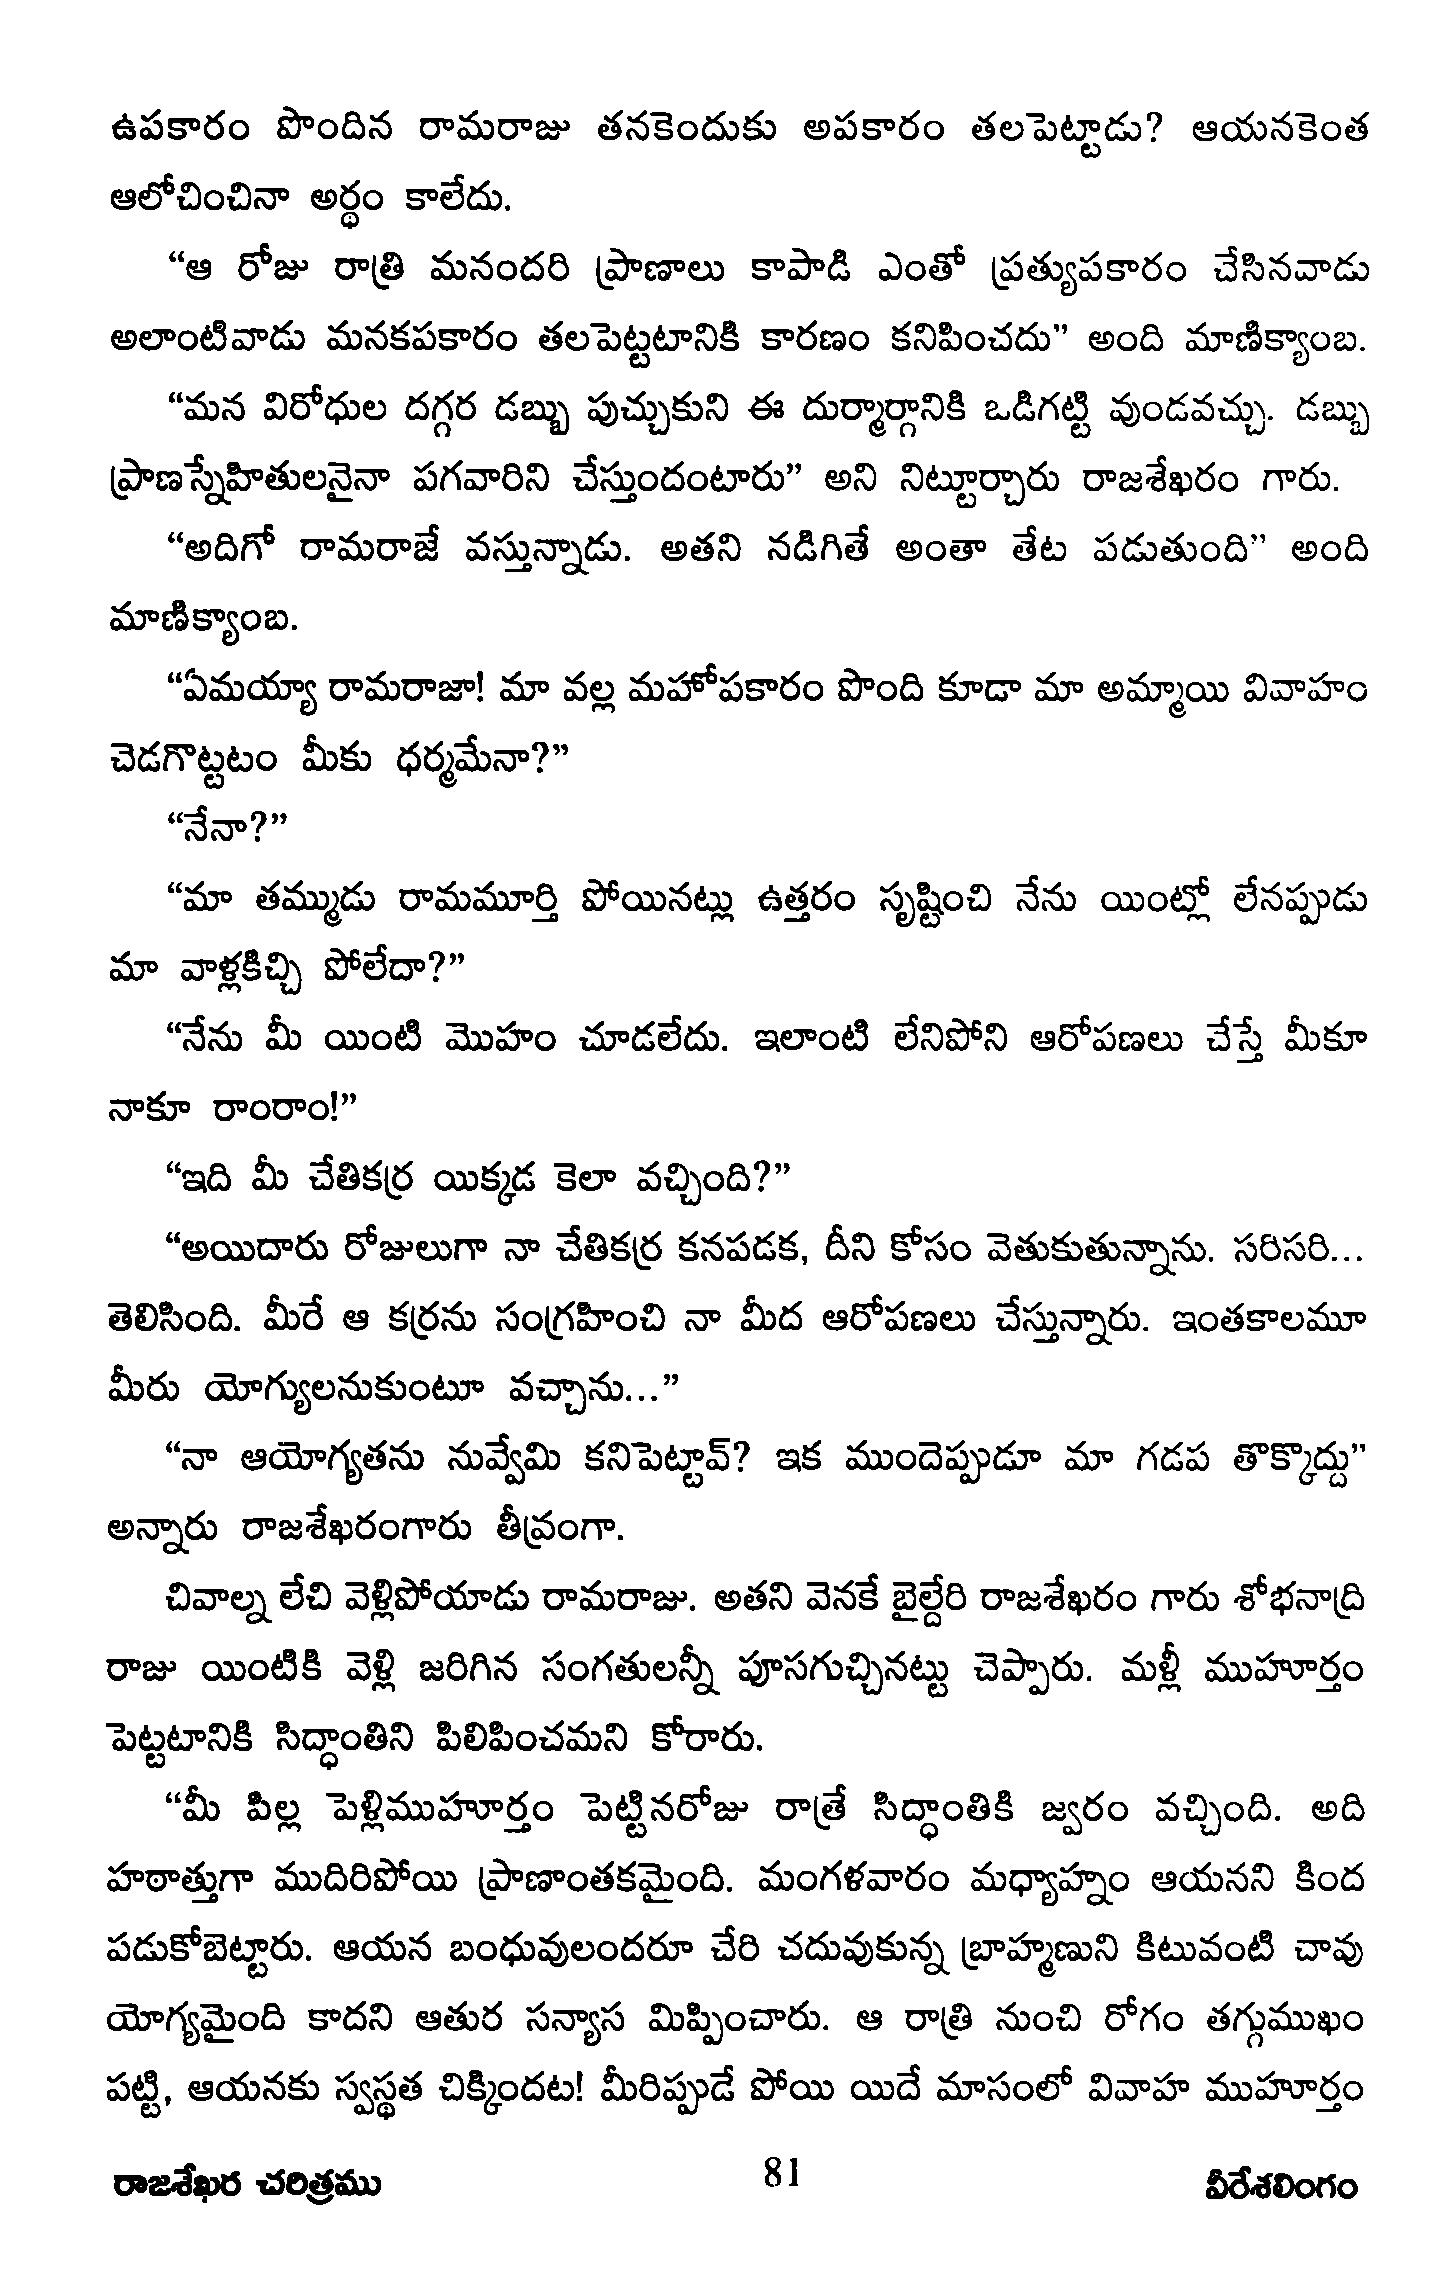 ఉపకారం పొందిన రామరాజు తనకెందుకు అపకారం తలపెట్టాడు? ఆయనకెంత
ఆలోచించినా అర్థం కాలేదు.
“ఆ రోజు రాత్రి మనందరి ప్రాణాలు కాపాడి ఎంతో ప్రత్యుపకారం చేసినవాడు
అలాంటివాడు మనకపకారం తలపెట్టటానికి కారణం కనిపించదు” అంది మాణిక్యాంబ.
“మన విరోధుల దగ్గర డబ్బు పుచ్చుకుని ఈ దుర్మార్గానికి ఒడిగట్టి వుండవచ్చు. డబ్బు
ప్రాణస్నేహితులనైనా పగవారిని చేస్తుందంటారు” అని నిట్టూర్చారు రాజశేఖరం గారు.
“అదిగో రామరాజే వస్తున్నాడు. అతని నడిగితే అంతా తేట పడుతుంది” అంది
మాణిక్యాంబ.
“ఏమయ్యా రామరాజా! మా వల్ల మహోపకారం పొంది కూడా మా అమ్మాయి వివాహం
చెడగొట్టటం మీకు ధర్మమేనా?”
“నేనా?”
“మా తమ్ముడు రామమూర్తి పోయినట్లు ఉత్తరం సృష్టించి నేను యింట్లో లేనప్పుడు
మా వాళ్లకిచ్చి పోలేదా?”
“నేను మీ యింటి మొహం చూడలేదు. ఇలాంటి లేనిపోని ఆరోపణలు చేస్తే మీకూ
నాకూ రాంరాం!”
“ఇది మీ చేతికర్ర యిక్కడ కెలా వచ్చింది?”
“అయిదారు రోజులుగా నా చేతికర్ర కనపడక, దీని కోసం వెతుకుతున్నాను. సరిసరి...
తెలిసింది. మీరే ఆ కర్రను సంగ్రహించి నా మీద ఆరోపణలు చేస్తున్నారు. ఇంతకాలమూ
మీరు యోగ్యులనుకుంటూ వచ్చాను...”
“నా ఆయోగ్యతను నువ్వేమి కనిపెట్టావ్? ఇక ముందెప్పుడూ మా గడప తొక్కొద్దు”
అన్నారు రాజశేఖరంగారు తీవ్రంగా.
చివాల్న లేచి వెళ్లిపోయాడు రామరాజు. అతని వెనకే బైల్దేరి రాజశేఖరం గారు శోభనాద్రి
రాజు యింటికి వెళ్లి జరిగిన సంగతులన్నీ పూసగుచ్చినట్టు చెప్పారు. మళ్లీ ముహూర్తం
పెట్టటానికి సిద్ధాంతిని పిలిపించమని కోరారు.
“మీ పిల్ల పెళ్లిముహూర్తం పెట్టినరోజు రాత్రే సిద్ధాంతికి జ్వరం వచ్చింది. అది
హఠాత్తుగా ముదిరిపోయి ప్రాణాంతకమైంది. మంగళవారం మధ్యాహ్నం ఆయనని కింద
పడుకోబెట్టారు. ఆయన బంధువులందరూ చేరి చదువుకున్న బ్రాహ్మణుని కిటువంటి చావు
యోగ్యమైంది కాదని ఆతుర సన్యాస మిప్పించారు. ఆ రాత్రి నుంచి రోగం తగ్గుముఖం
పట్టి, ఆయనకు స్వస్థత చిక్కిందట! మీరిప్పుడే పోయి యిదే మాసంలో వివాహ ముహూర్తం
రాజశేఖర చరిత్రము
81
వీరేశలింగం